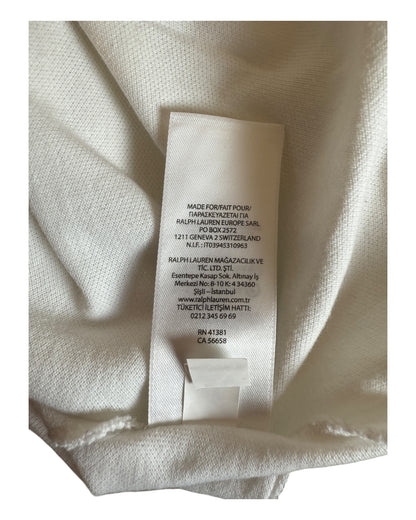 MADE FOR/FAIT POUR/
ΠΑΡΑΣΚΕΥΑΖΕΤΑΙ ΓΙΑ
RALPH LAUREN EUROPE SARL
PO BOX 2572
1211 GENEVA 2 SWITZERLAND
N.I.F.: IT03945310963
RALPH LAUREN MAĞAZACILIK VE
TİC. LTD. ŞTİ.
Esentepe Kasap Sok. Altınay İş
Merkezi No: 8-10 K: 4 34360
Şişli – İstanbul
www.ralphlauren.com.tr
TÜKETİCİ İLETİŞİM HATTI:
0212 345 69 69
RN 41381
CA 56658